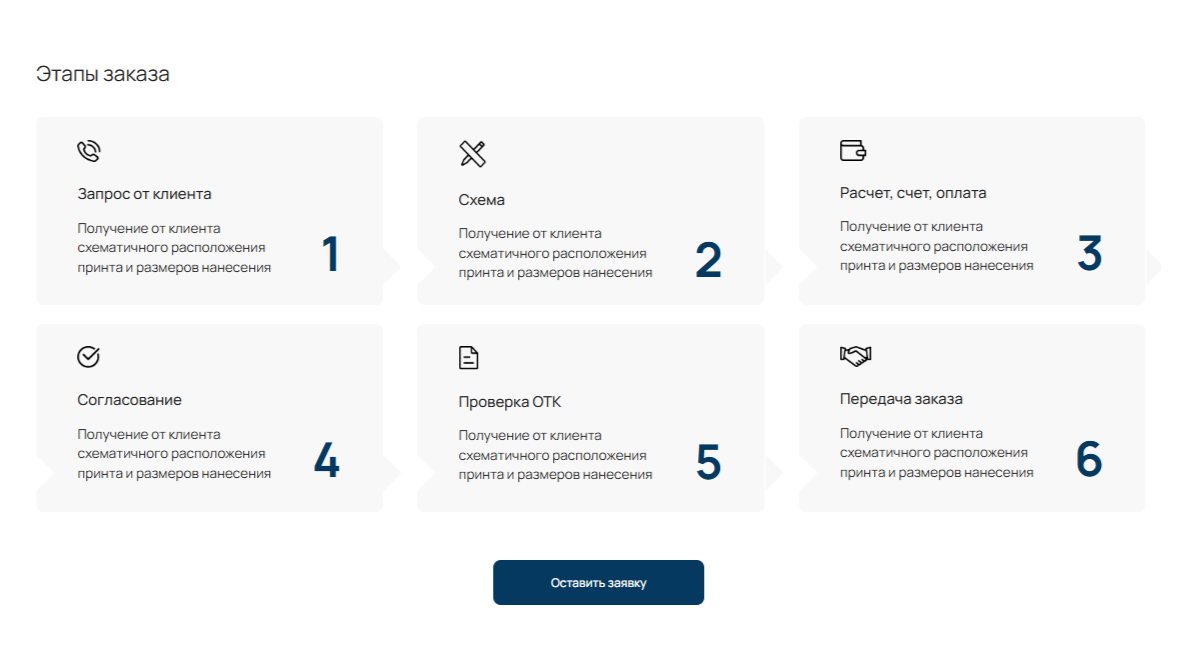 Этапы заказа
Запрос от клиента
Получение от клиента
схематичного расположения
принта и размеров нанесения
1
Схема
Получение от клиента
схематичного расположения
принта и размеров нанесения
2
Расчет, счет, оплата
Получение от клиента
схематичного расположения
принта и размеров нанесения
3
Согласование
Получение от клиента
схематичного расположения
принта и размеров нанесения
4
Проверка ОТК
Получение от клиента
схематичного расположения
принта и размеров нанесения
5
Передача заказа
Получение от клиента
схематичного расположения
принта и размеров нанесения
6
Оставить заявку